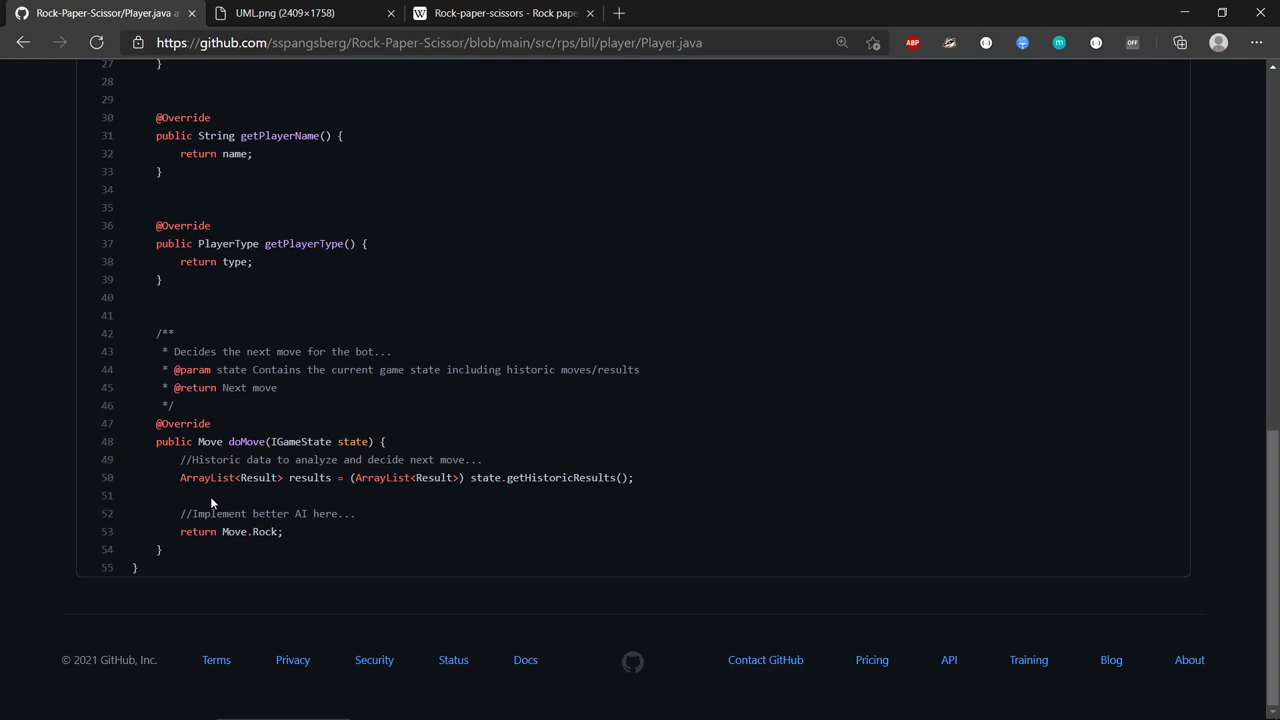 Rock-Paper-Scissor/Player.java a
UML.png (2409×1758)
Rock-paper-scissors - Rock pape
https://github.com/sspangsberg/Rock-Paper-Scissor/blob/main/src/rps/bll/player/Player.java
ABP
m
OFF
27 }
28
29
30 @Override
31 public String getPlayerName() {
32 return name;
33 }
34
35
36 @Override
37 public PlayerType getPlayerType() {
38 return type;
39 }
40
41
42 /**
43 * Decides the next move for the bot...
44 * @param state Contains the current game state including historic moves/results
45 * @return Next move
46 */
47 @Override
48 public Move doMove(IGameState state) {
49 //Historic data to analyze and decide next move...
50 ArrayList<Result> results = (ArrayList<Result>) state.getHistoricResults();
51
52 //Implement better AI here...
53 return Move.Rock;
54 }
55 }
© 2021 GitHub, Inc. Terms Privacy Security Status Docs Contact GitHub Pricing API Training Blog About